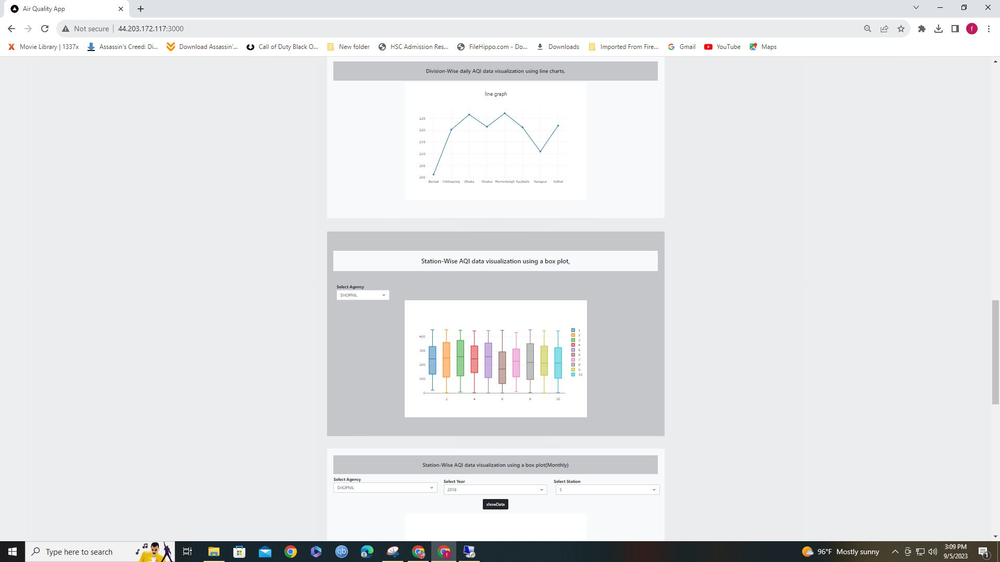 Air Quality App
Not secure
44.203.172.117:3000
f
Movie Library | 1337x
Assassin's Creed: Di...
Download Assassin'...
Call of Duty Black O...
New folder
HSC Admission Res...
FileHippo.com - Do...
Downloads
Imported From Fire...
Gmail
YouTube
Maps
Division-Wise daily AQI data visualization using line charts,
line graph
225
220
215
210
205
200
Barisal Chittagong Dhaka Khulna Mymensingh Rajshahi Rangpur Sylhet
Station-Wise AQI data visualization using a box plot,
Select Agency
SHOPNIL
400
300
200
100
0
2 4 6 8 10
1
2
3
4
5
6
7
8
9
10
Station-Wise AQI data visualization using a box plot(Monthly)
Select Agency
SHOPNIL
Select Year
2018
Select Station
5
showData
Type here to search
qb
f
96°F Mostly sunny
3:09 PM
9/5/2023
1